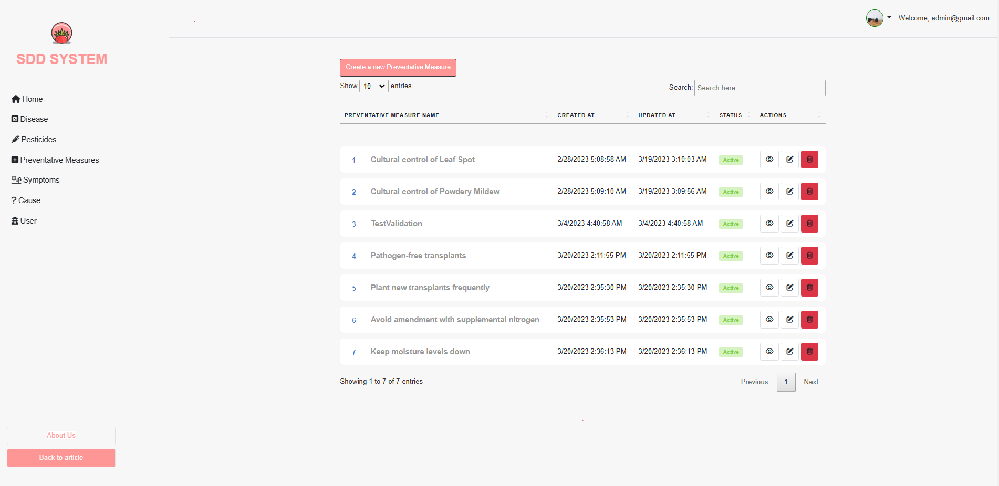 Welcome, admin@gmail.com
SDD SYSTEM
Home
Disease
Pesticides
Preventative Measures
Symptoms
Cause
User
About Us
Back to article
Create a new Preventative Measure
Show 10 entries
Search: Search here...
PREVENTATIVE MEASURE NAME CREATED AT UPDATED AT STATUS ACTIONS
1 Cultural control of Leaf Spot 2/28/2023 5:08:58 AM 3/19/2023 3:10:03 AM Active
2 Cultural control of Powdery Mildew 2/28/2023 5:09:10 AM 3/19/2023 3:09:56 AM Active
3 TestValidation 3/4/2023 4:40:58 AM 3/4/2023 4:40:58 AM Active
4 Pathogen-free transplants 3/20/2023 2:11:55 PM 3/20/2023 2:11:55 PM Active
5 Plant new transplants frequently 3/20/2023 2:35:30 PM 3/20/2023 2:35:30 PM Active
6 Avoid amendment with supplemental nitrogen 3/20/2023 2:35:53 PM 3/20/2023 2:35:53 PM Active
7 Keep moisture levels down 3/20/2023 2:36:13 PM 3/20/2023 2:36:13 PM Active
Showing 1 to 7 of 7 entries
Previous 1 Next